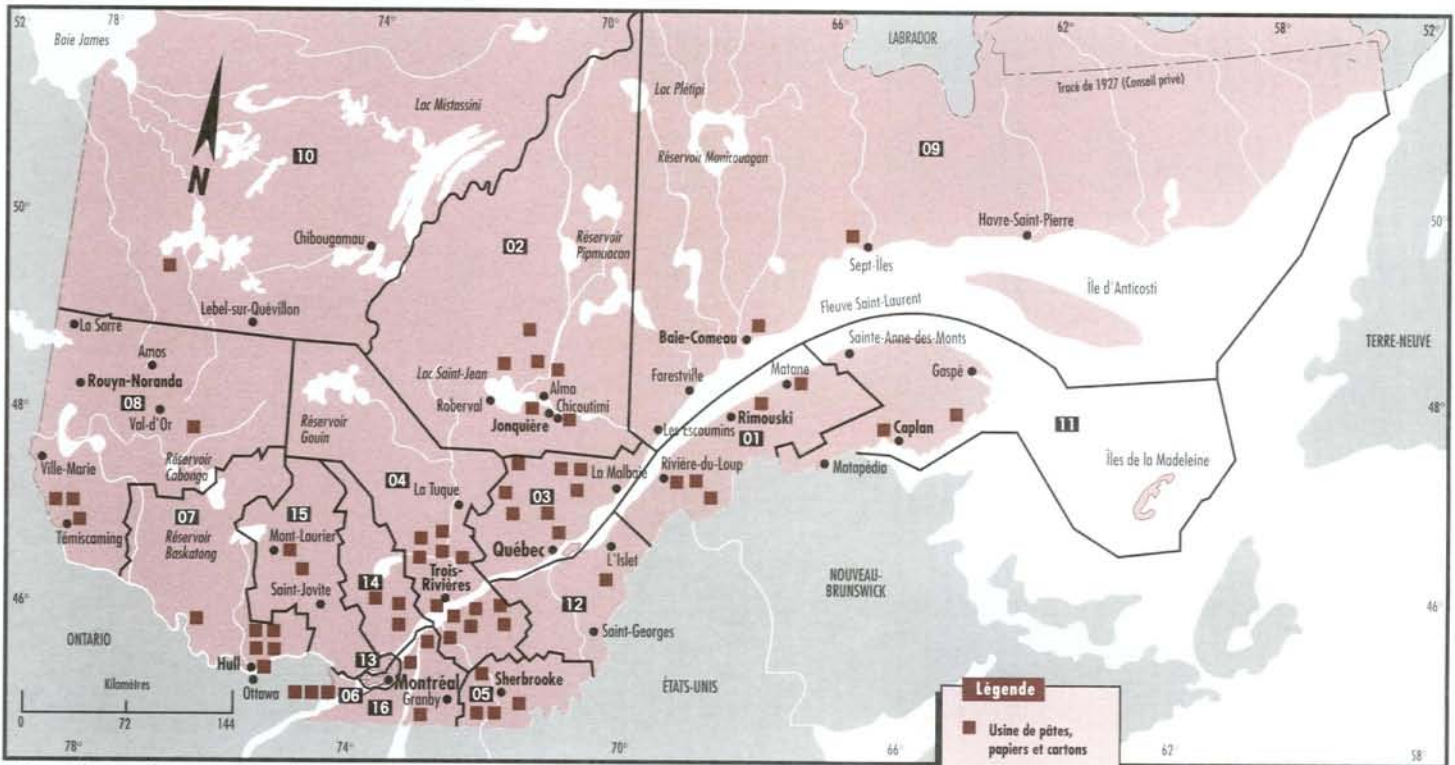 52°
78°
74°
70°
66°
62°
58°
52°
Baie James
LABRADOR
Tracé de 1927 (Conseil privé)
Lac Mistassini
Lac Plétipi
10
09
Réservoir Manicouagan
N
50°
50°
Havre-Saint-Pierre
Chibougamau
02
Réservoir
Pipmuacan
Sept-Îles
Île d'Anticosti
Lebel-sur-Quévillon
Fleuve Saint-Laurent
La Sarre
Baie-Comeau
Sainte-Anne-des-Monts
TERRE-NEUVE
Amos
Rouyn-Noranda
Lac Saint-Jean
Alma
Forestville
Matane
Gaspé
08
Val-d'Or
Roberval
Chicoutimi
48°
48°
Réservoir
Gouin
Jonquière
Rimouski
Les Escoumins
01
Caplan
11
Ville-Marie
Réservoir
Cabonga
04
La Malbaie
Rivière-du-Loup
Matapédia
Îles de la Madeleine
La Tuque
03
07
15
Réservoir
Baskatong
Témiscaming
Mont-Laurier
Québec
L'Islet
Trois-
Rivières
14
NOUVEAU-
BRUNSWICK
Saint-Jovite
12
46°
46°
ONTARIO
Saint-Georges
Hull
13
Ottawa
Montréal
Sherbrooke
ÉTATS-UNIS
06
Granby
05
16
Kilomètres
0
72
144
78°
74°
70°
66°
62°
58°
Légende
Usine de pâtes,
papiers et cartons